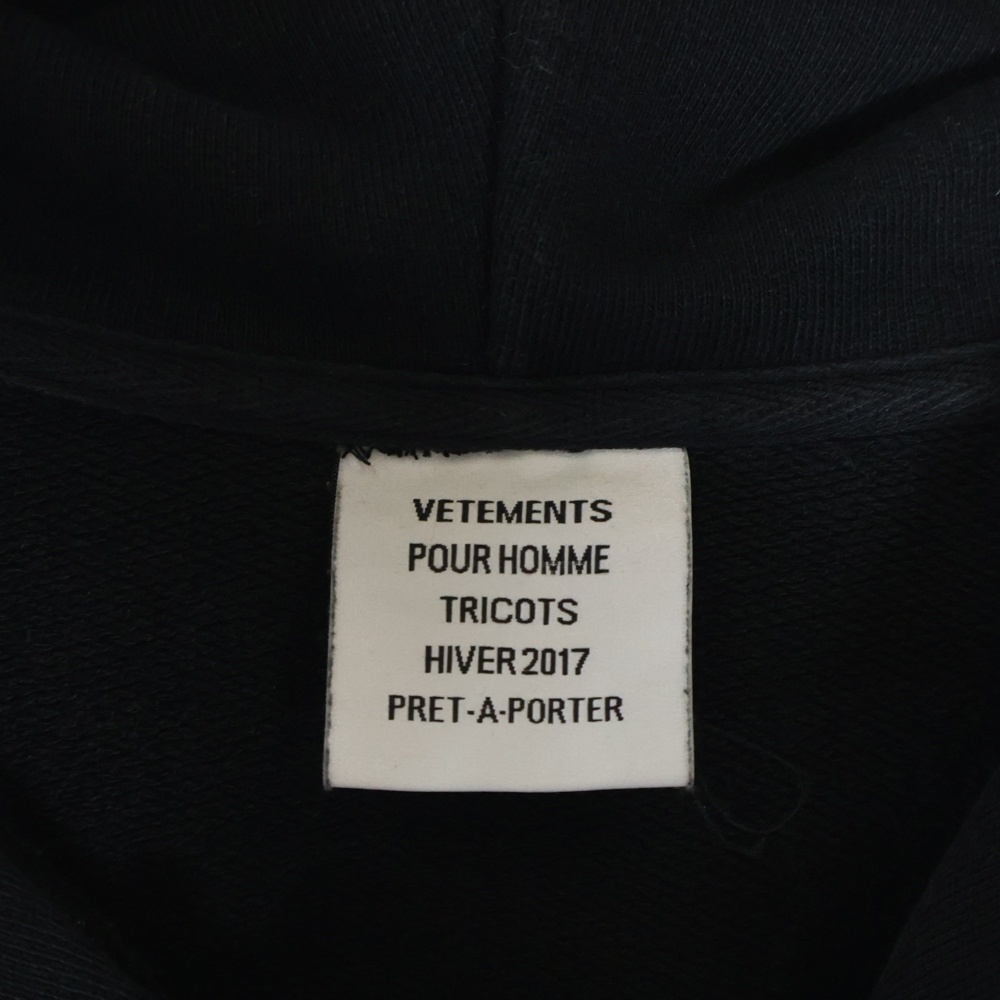 VETEMENTS
POUR HOMME
TRICOTS
HIVER 2017
PRET-A-PORTER